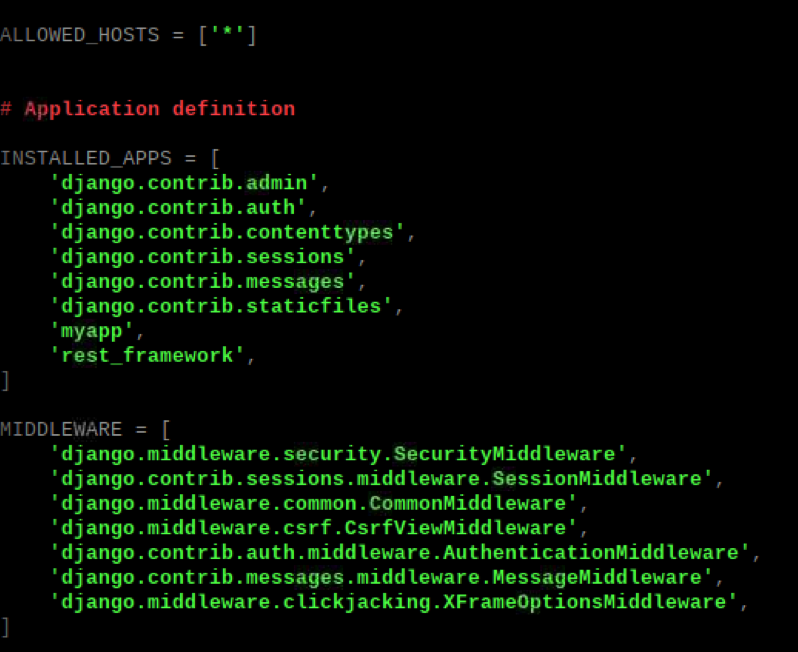 ALLOWED_HOSTS = ['*']
# Application definition
INSTALLED_APPS = [
    'django.contrib.admin',
    'django.contrib.auth',
    'django.contrib.contenttypes',
    'django.contrib.sessions',
    'django.contrib.messages',
    'django.contrib.staticfiles',
    'myapp',
    'rest_framework',
]
MIDDLEWARE = [
    'django.middleware.security.SecurityMiddleware',
    'django.contrib.sessions.middleware.SessionMiddleware',
    'django.middleware.common.CommonMiddleware',
    'django.middleware.csrf.CsrfViewMiddleware',
    'django.contrib.auth.middleware.AuthenticationMiddleware',
    'django.contrib.messages.middleware.MessageMiddleware',
    'django.middleware.clickjacking.XFrameOptionsMiddleware',
]